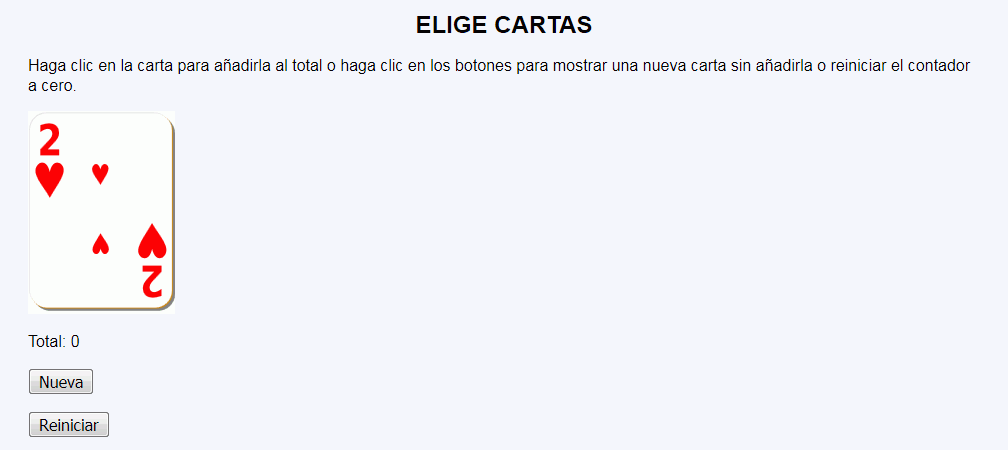 ELIGE CARTAS
Haga clic en la carta para añadirla al total o haga clic en los botones para mostrar una nueva carta sin añadirla o reiniciar el contador
a cero.
2
2
Total: 0
Nueva
Reiniciar